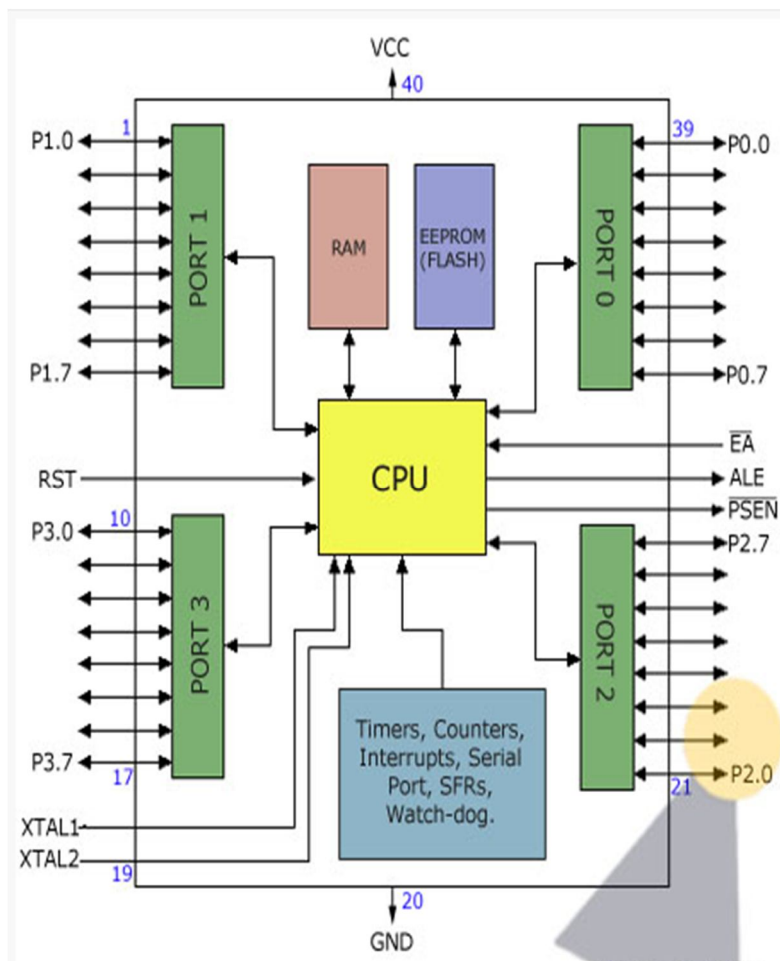 VCC
40
1
39
P1.0
P0.0
PORT 1
RAM
EEPROM
(FLASH)
PORT 0
P1.7
P0.7
EA
CPU
RST
ALE
PSEN
10
P3.0
P2.7
PORT 3
PORT 2
Timers, Counters,
Interrupts, Serial
Port, SFRs,
Watch-dog.
P3.7
17
P2.0
21
XTAL1
XTAL2
19
20
GND